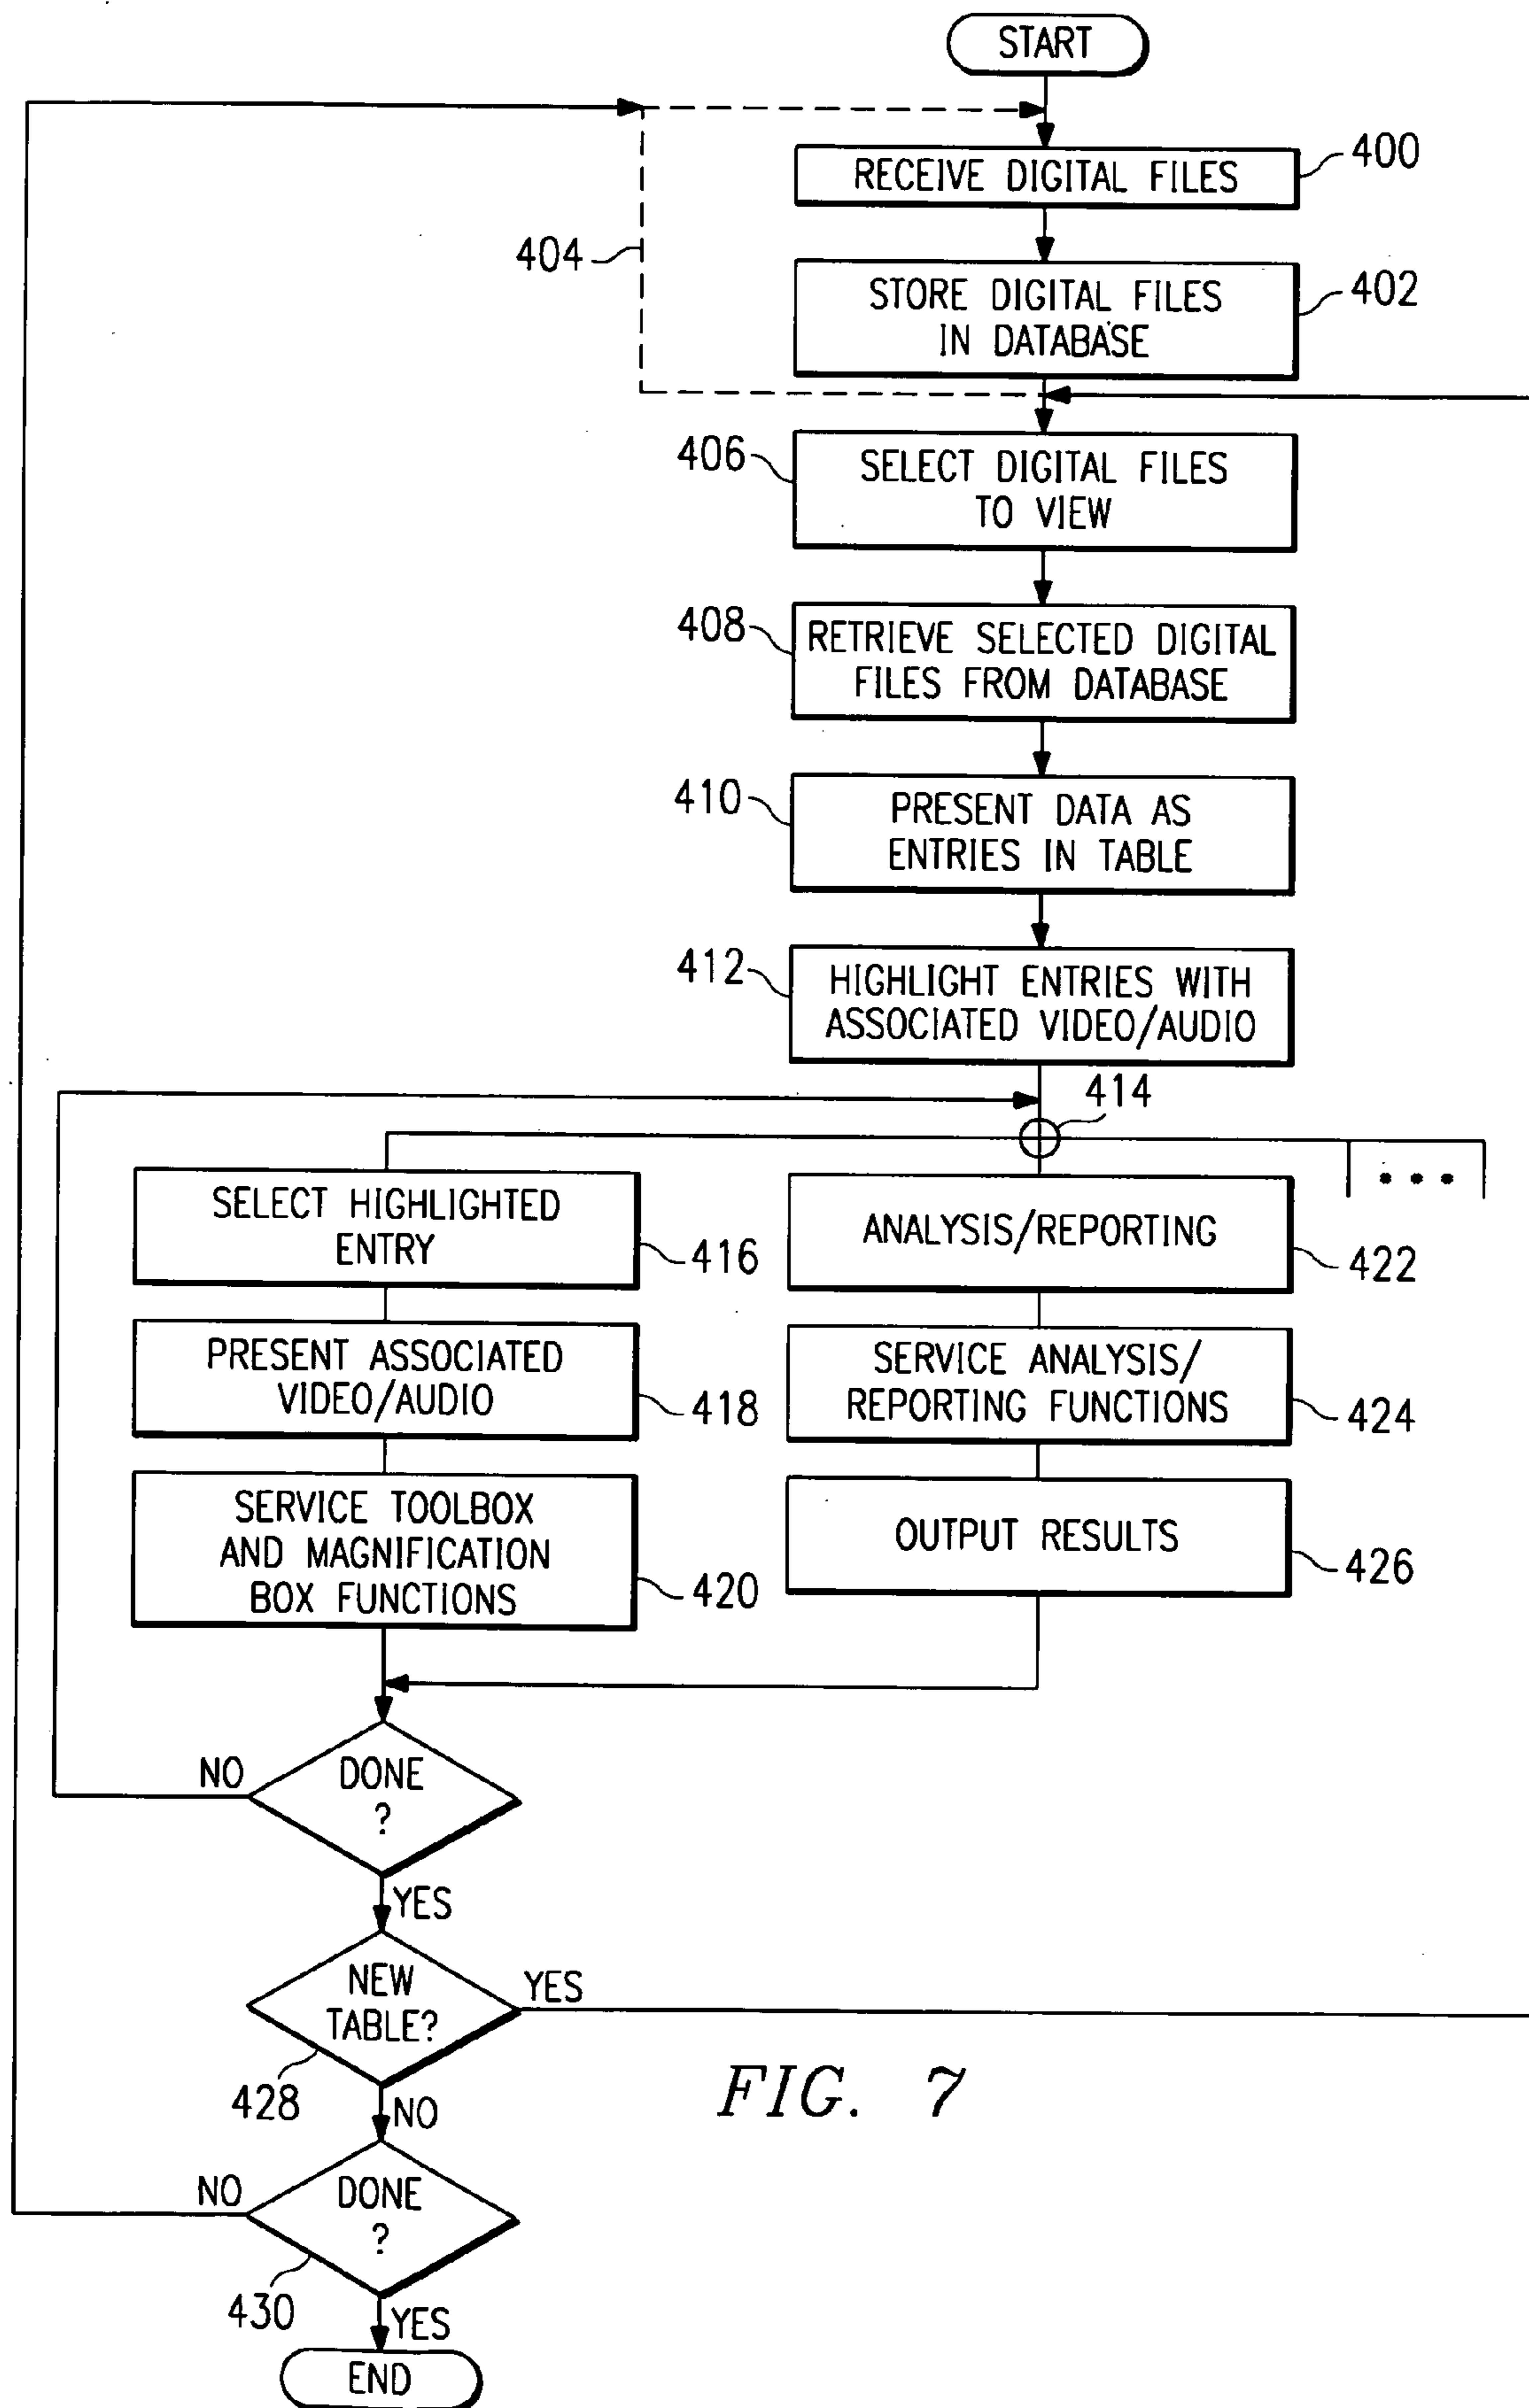 START
RECEIVE DIGITAL FILES
400
404
STORE DIGITAL FILES
IN DATABASE
402
406
SELECT DIGITAL FILES
TO VIEW
408
RETRIEVE SELECTED DIGITAL
FILES FROM DATABASE
410
PRESENT DATA AS
ENTRIES IN TABLE
412
HIGHLIGHT ENTRIES WITH
ASSOCIATED VIDEO/AUDIO
414
SELECT HIGHLIGHTED
ENTRY
416
ANALYSIS/REPORTING
422
•••
PRESENT ASSOCIATED
VIDEO/AUDIO
418
SERVICE ANALYSIS/
REPORTING FUNCTIONS
424
SERVICE TOOLBOX
AND MAGNIFICATION
BOX FUNCTIONS
420
OUTPUT RESULTS
426
NO
DONE
?
YES
NEW
TABLE?
YES
428
NO
FIG. 7
NO
DONE
?
430
YES
END